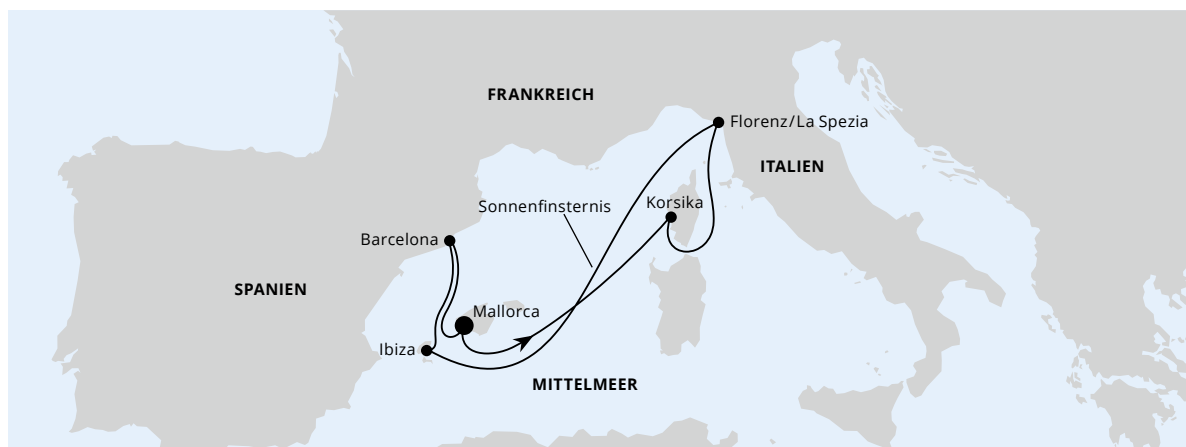 FRANKREICH
Florenz/La Spezia
ITALIEN
Sonnenfinsternis
Korsika
Barcelona
SPANIEN
Mallorca
Ibiza
MITTELMEER